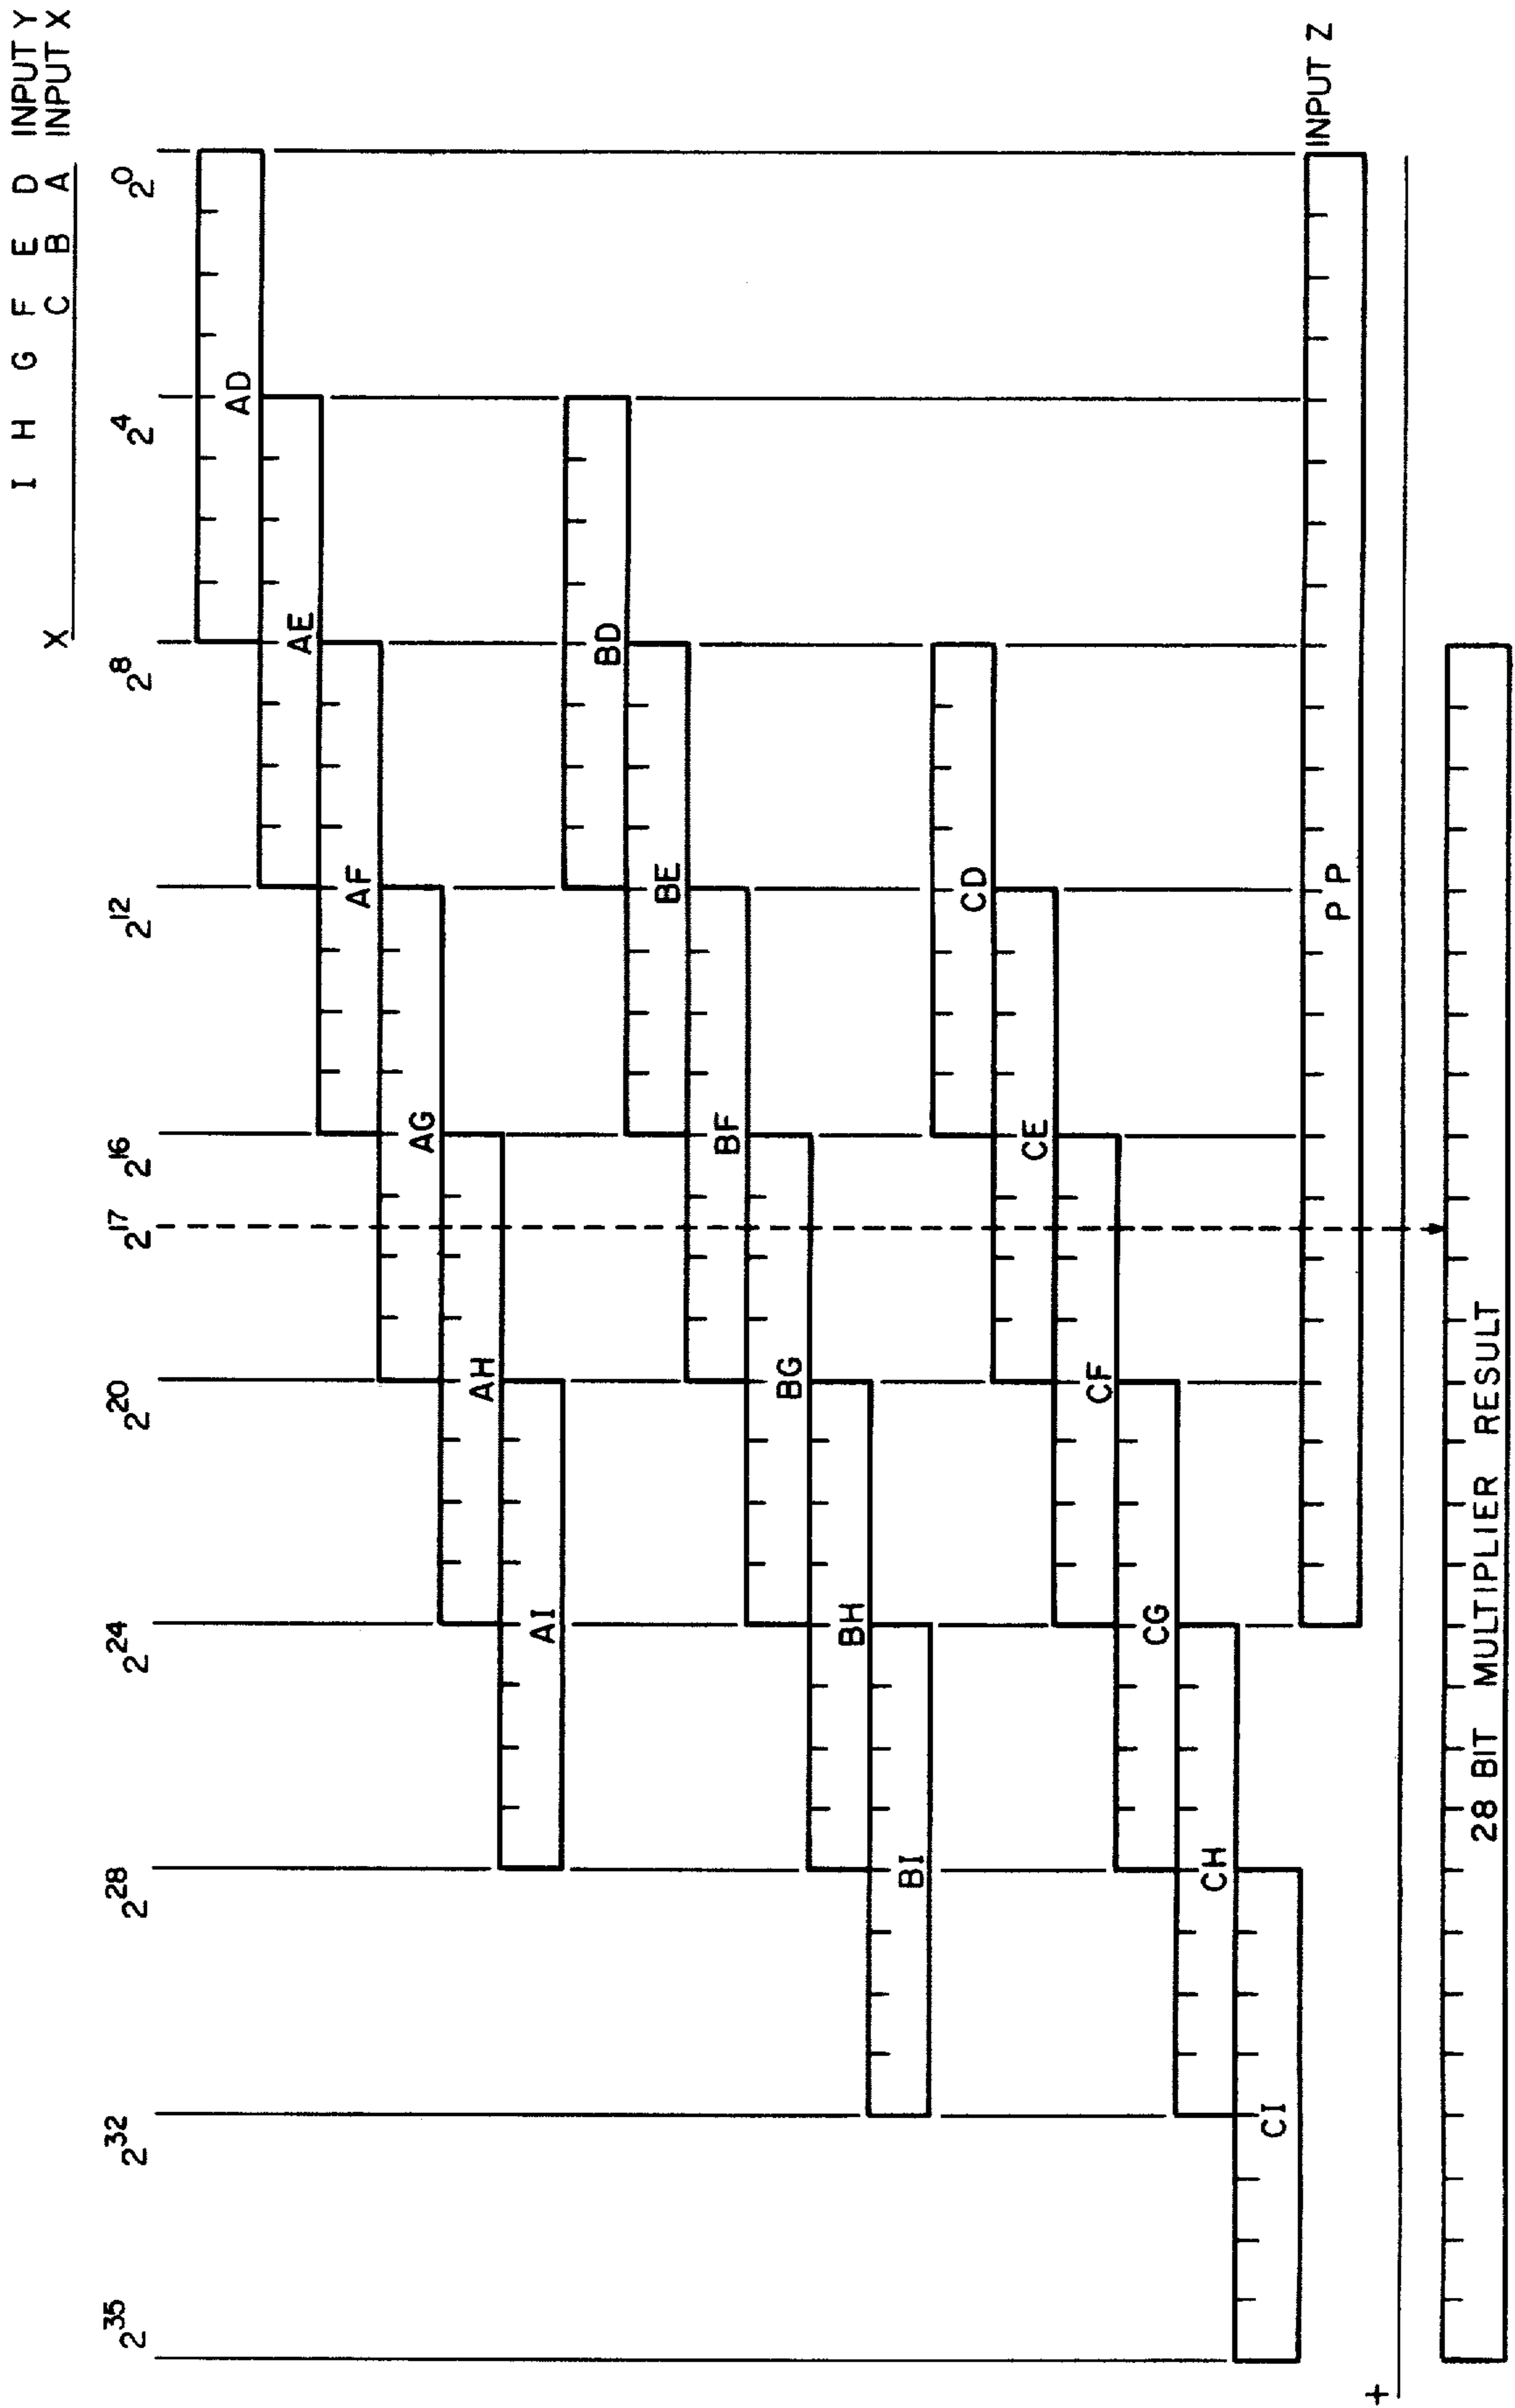 I H G F E D INPUT Y
X C B A INPUT X
2^35 2^32 2^28 2^24 2^20 2^17 2^16 2^12 2^8 2^4 2^0
AD
AE
AF
AG
AH
AI
BD
BE
BF
BG
BH
BI
CD
CE
CF
CG
CH
CI
P P INPUT Z
+
28 BIT MULTIPLIER RESULT